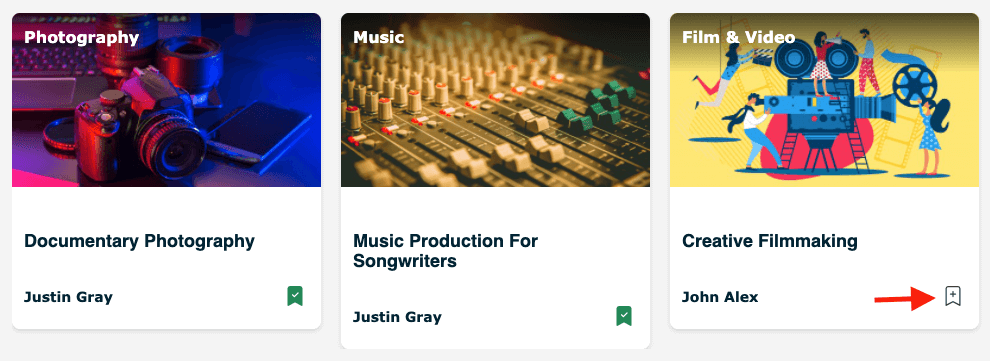 Photography
Documentary Photography
Justin Gray
Music
Music Production For
Songwriters
Justin Gray
Film & Video
Creative Filmmaking
John Alex